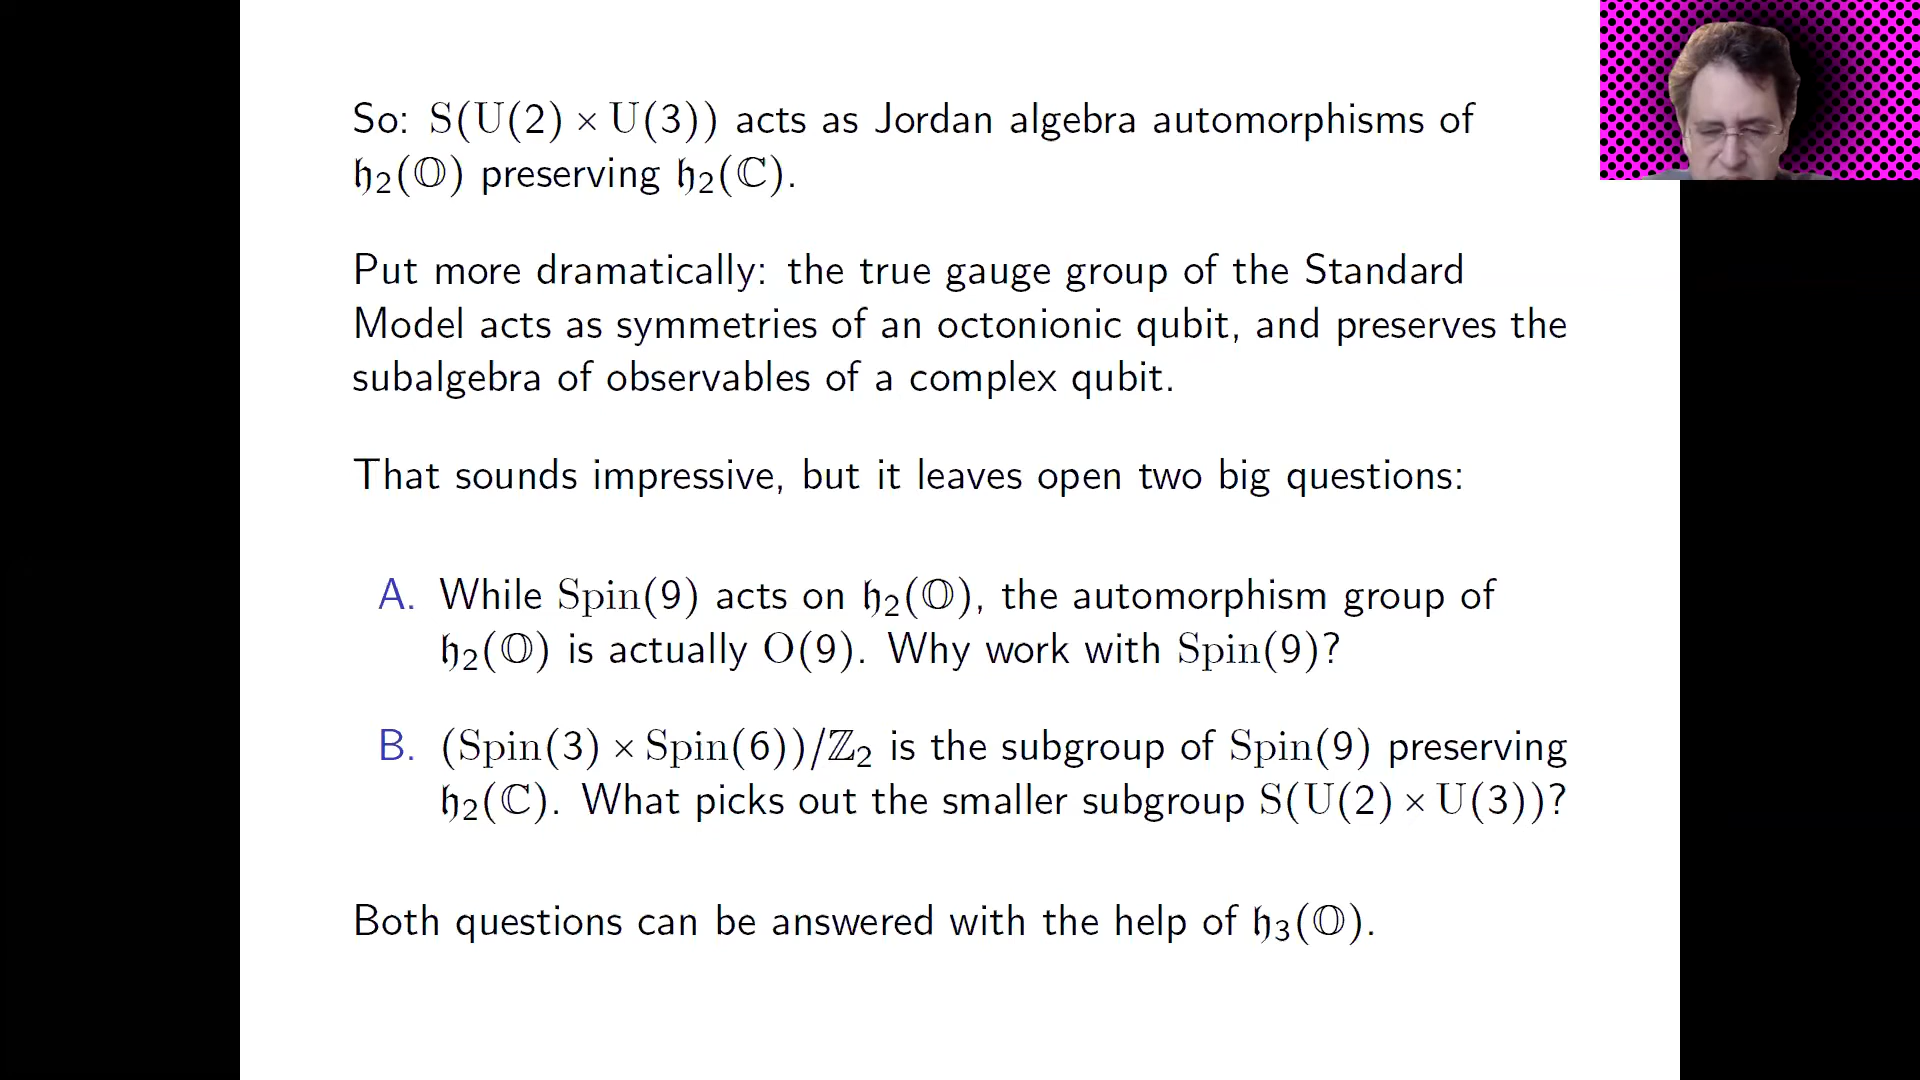 So: S(U(2) × U(3)) acts as Jordan algebra automorphisms of
𝔥₂(𝕆) preserving 𝔥₂(ℂ).
Put more dramatically: the true gauge group of the Standard
Model acts as symmetries of an octonionic qubit, and preserves the
subalgebra of observables of a complex qubit.
That sounds impressive, but it leaves open two big questions:
A. While Spin(9) acts on 𝔥₂(𝕆), the automorphism group of
𝔥₂(𝕆) is actually O(9). Why work with Spin(9)?
B. (Spin(3) × Spin(6))/ℤ₂ is the subgroup of Spin(9) preserving
𝔥₂(ℂ). What picks out the smaller subgroup S(U(2) × U(3))?
Both questions can be answered with the help of 𝔥₃(𝕆).